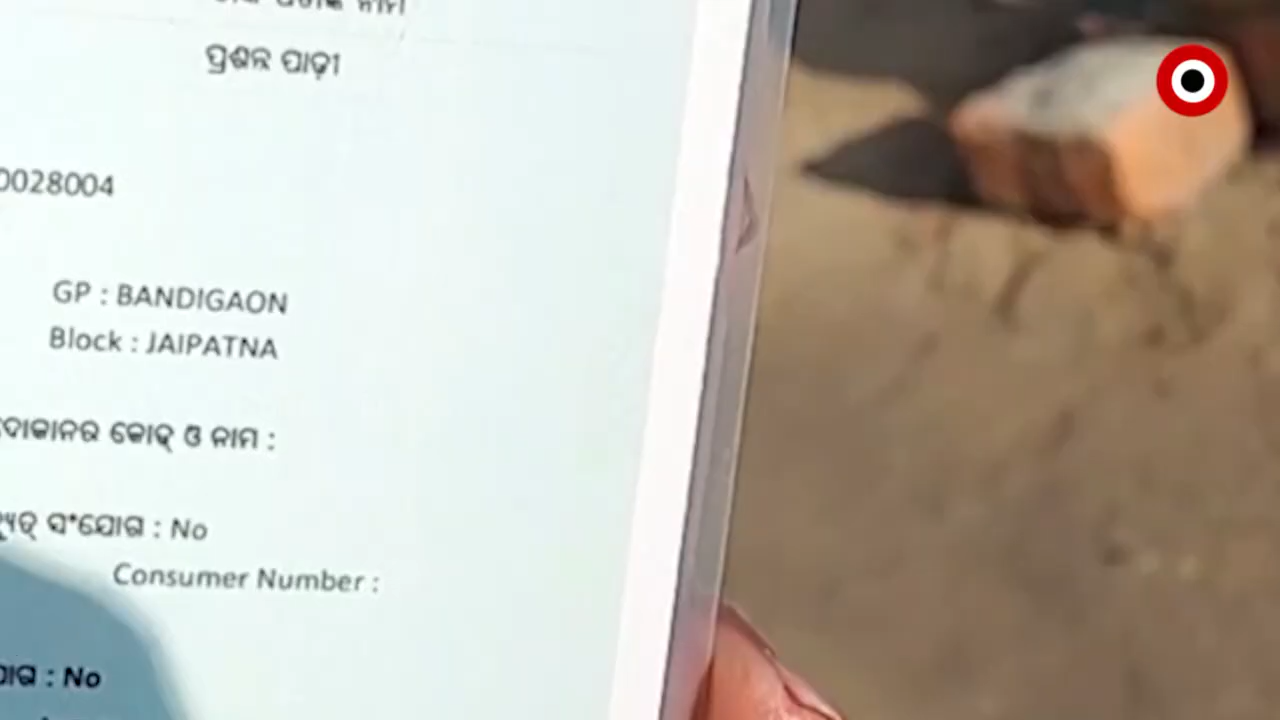 ପ୍ରଶନ ପାଢ଼ୀ
0028004
GP : BANDIGAON
Block : JAIPATNA
ଦୋକାନର କୋଡ୍ ଓ ନାମ :
ସଂଯୋଗ : No
Consumer Number :
: No